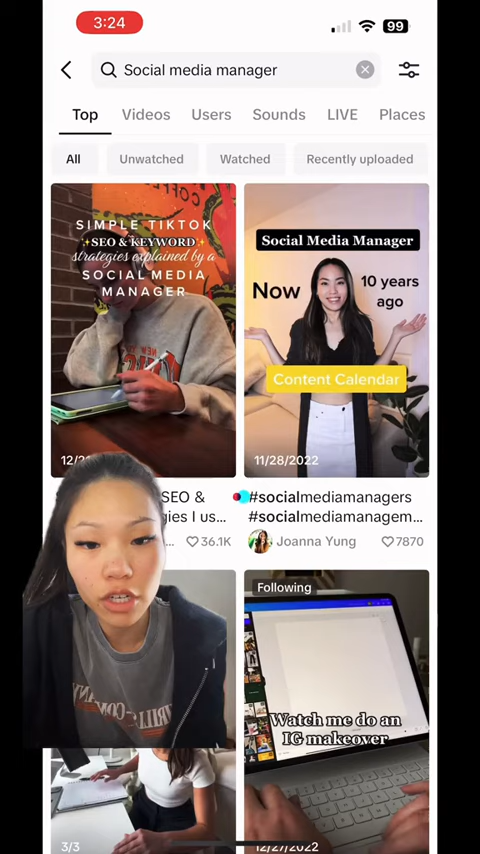 3:24
99
Social media manager
Top Videos Users Sounds LIVE Places
All Unwatched Watched Recently uploaded
SIMPLE TIKTOK
SEO & KEYWORD
strategies explained by a
SOCIAL MEDIA
MANAGER
12/2
Social Media Manager
Now
10 years
ago
Content Calendar
11/28/2022
SEO &
gies I us...
36.1K
#socialmediamanagers
#socialmediamanagem...
Joanna Yung
7870
3/3
Following
Watch me do an
IG makeover
12/27/2022